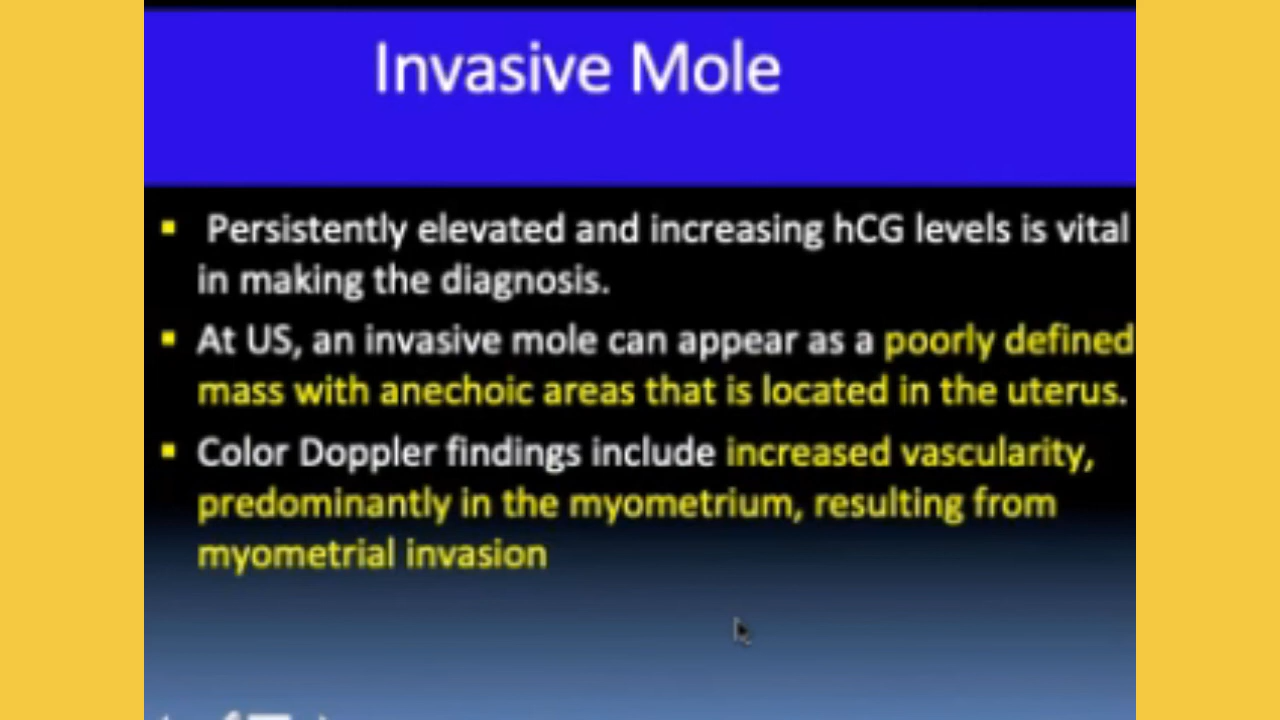 Invasive Mole
▪ Persistently elevated and increasing hCG levels is vital
in making the diagnosis.
▪ At US, an invasive mole can appear as a poorly defined
mass with anechoic areas that is located in the uterus.
▪ Color Doppler findings include increased vascularity,
predominantly in the myometrium, resulting from
myometrial invasion